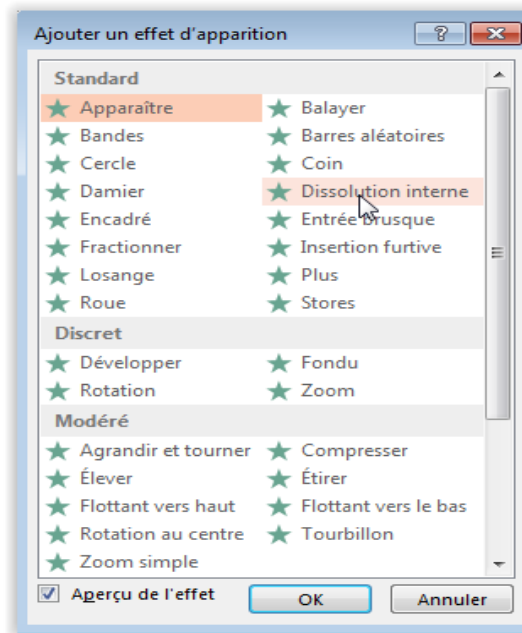 Ajouter un effet d'apparition
Standard
Apparaître Balayer
Bandes Barres aléatoires
Cercle Coin
Damier Dissolution interne
Encadré Entrée brusque
Fractionner Insertion furtive
Losange Plus
Roue Stores
Discret
Développer Fondu
Rotation Zoom
Modéré
Agrandir et tourner Compresser
Élever Étirer
Flottant vers haut Flottant vers le bas
Rotation au centre Tourbillon
Zoom simple
Aperçu de l'effet OK Annuler